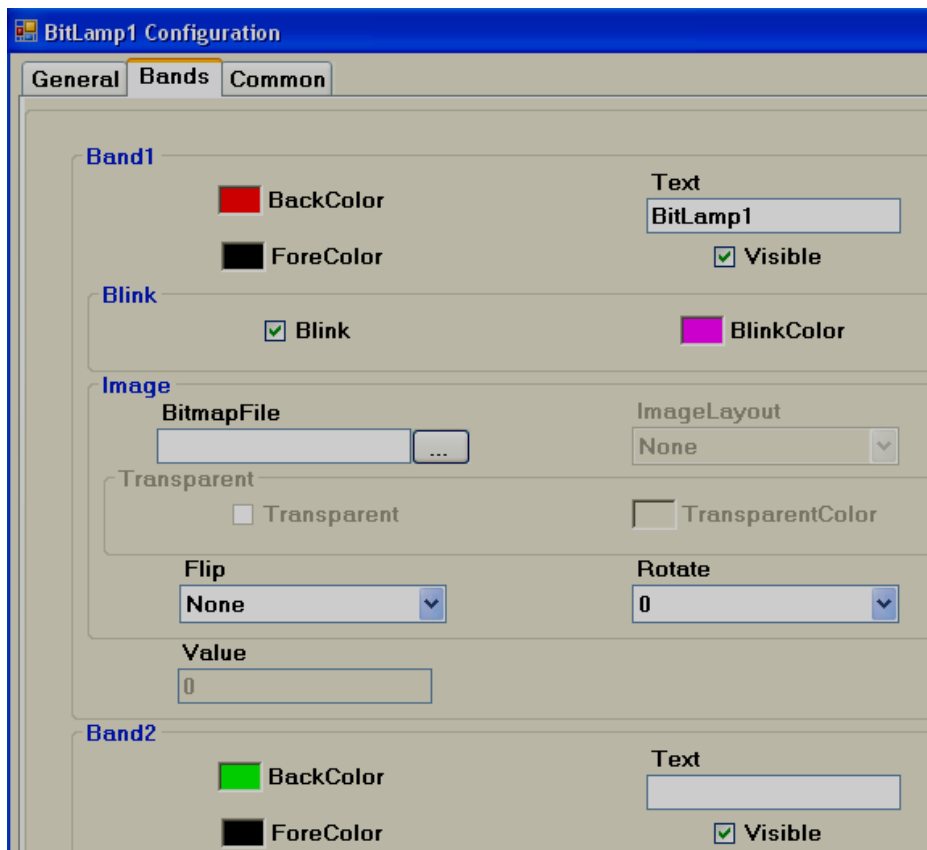 BitLamp1 Configuration
General Bands Common
Band1
BackColor
Text
BitLamp1
ForeColor
Visible
Blink
Blink
BlinkColor
Image
BitmapFile
ImageLayout
...
None
Transparent
Transparent
TransparentColor
Flip
Rotate
None
0
Value
0
Band2
BackColor
Text
ForeColor
Visible